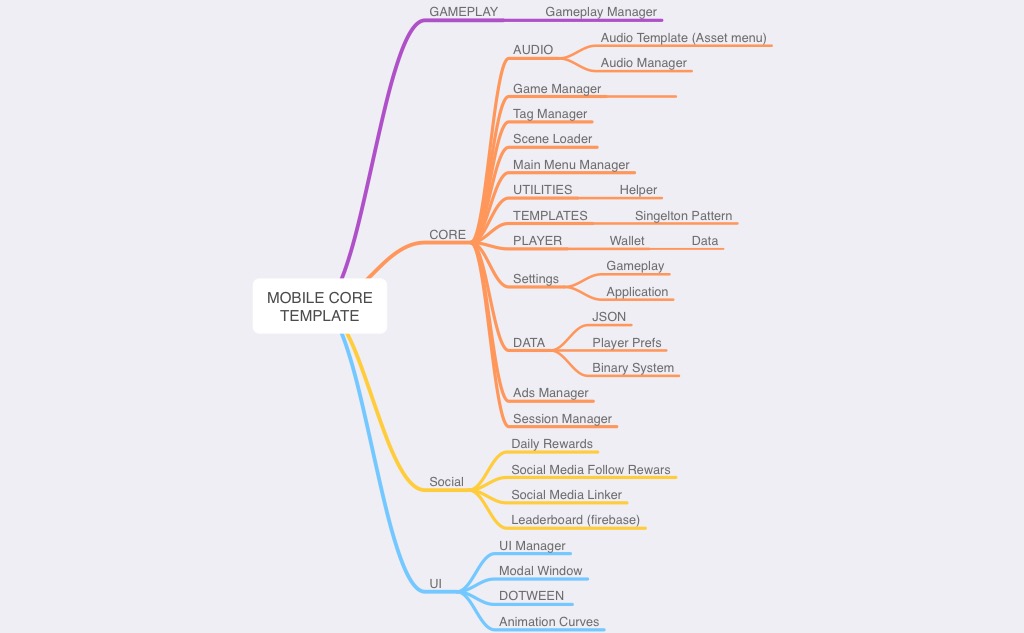 GAMEPLAY
Gameplay Manager
AUDIO
Audio Template (Asset menu)
Audio Manager
Game Manager
Tag Manager
Scene Loader
Main Menu Manager
UTILITIES
Helper
TEMPLATES
Singelton Pattern
CORE
PLAYER
Wallet
Data
Settings
Gameplay
Application
MOBILE CORE
TEMPLATE
DATA
JSON
Player Prefs
Binary System
Ads Manager
Session Manager
Social
Daily Rewards
Social Media Follow Rewars
Social Media Linker
Leaderboard (firebase)
UI
UI Manager
Modal Window
DOTWEEN
Animation Curves